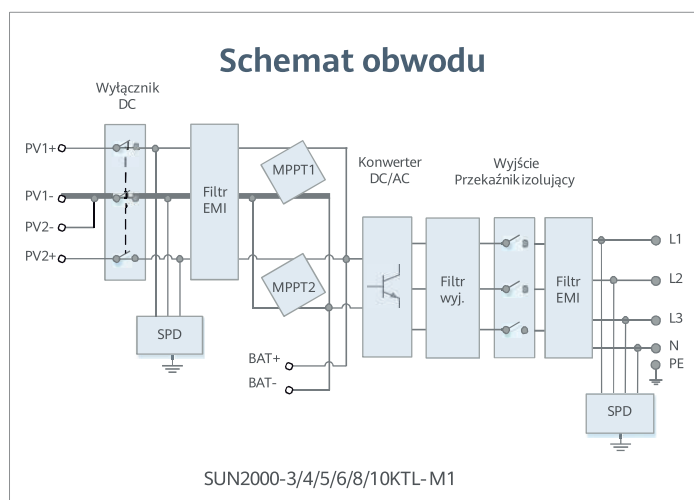 Schemat obwodu
Wyłącznik
DC
PV1+
PV1-
PV2-
PV2+
Filtr
EMI
MPPT1
MPPT2
SPD
BAT+
BAT-
Konwerter
DC/AC
Filtr
wyj.
Wyjście
Przekaźnik izolujący
Filtr
EMI
L1
L2
L3
N
PE
SPD
SUN2000-3/4/5/6/8/10KTL-M1